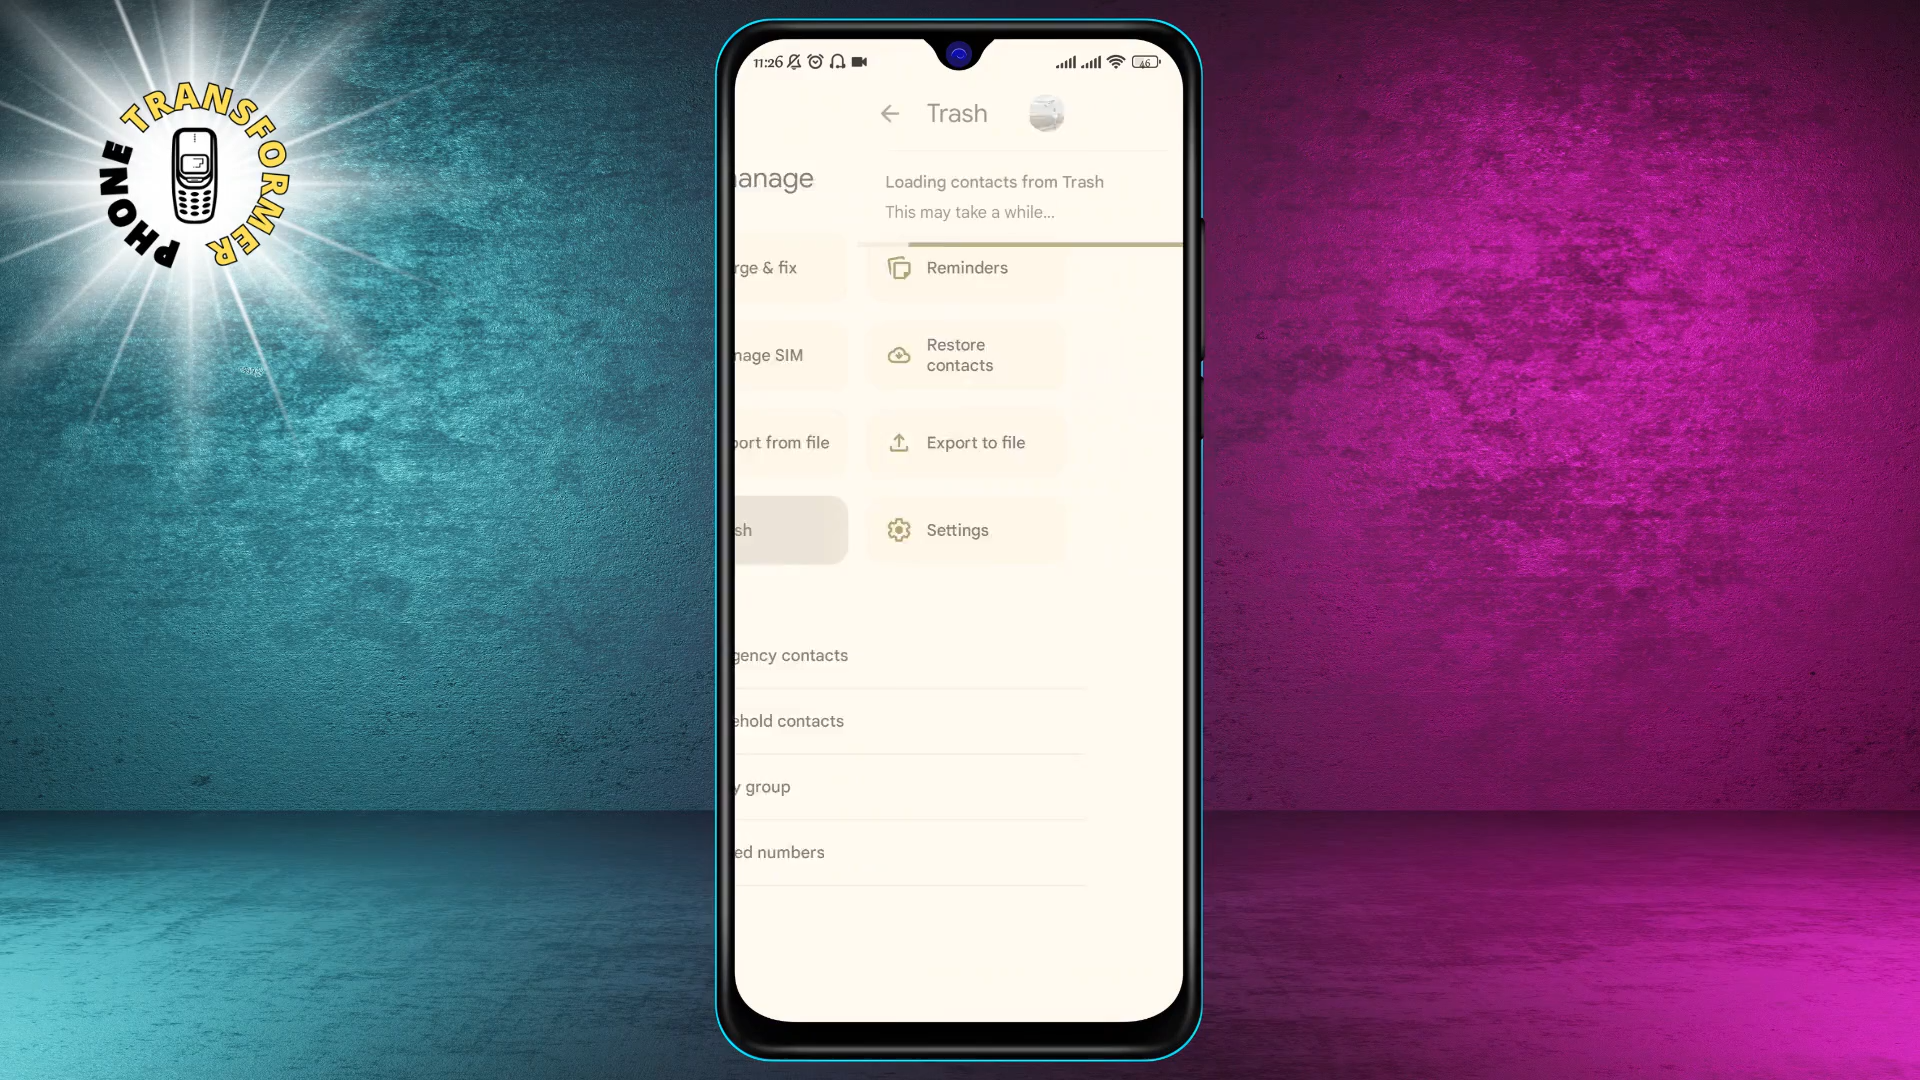 PHONE TRANSFORMER
11:26
46
Trash
anage
Loading contacts from Trash
This may take a while...
rge & fix
Reminders
nage SIM
Restore
contacts
port from file
Export to file
sh
Settings
gency contacts
ehold contacts
y group
ed numbers